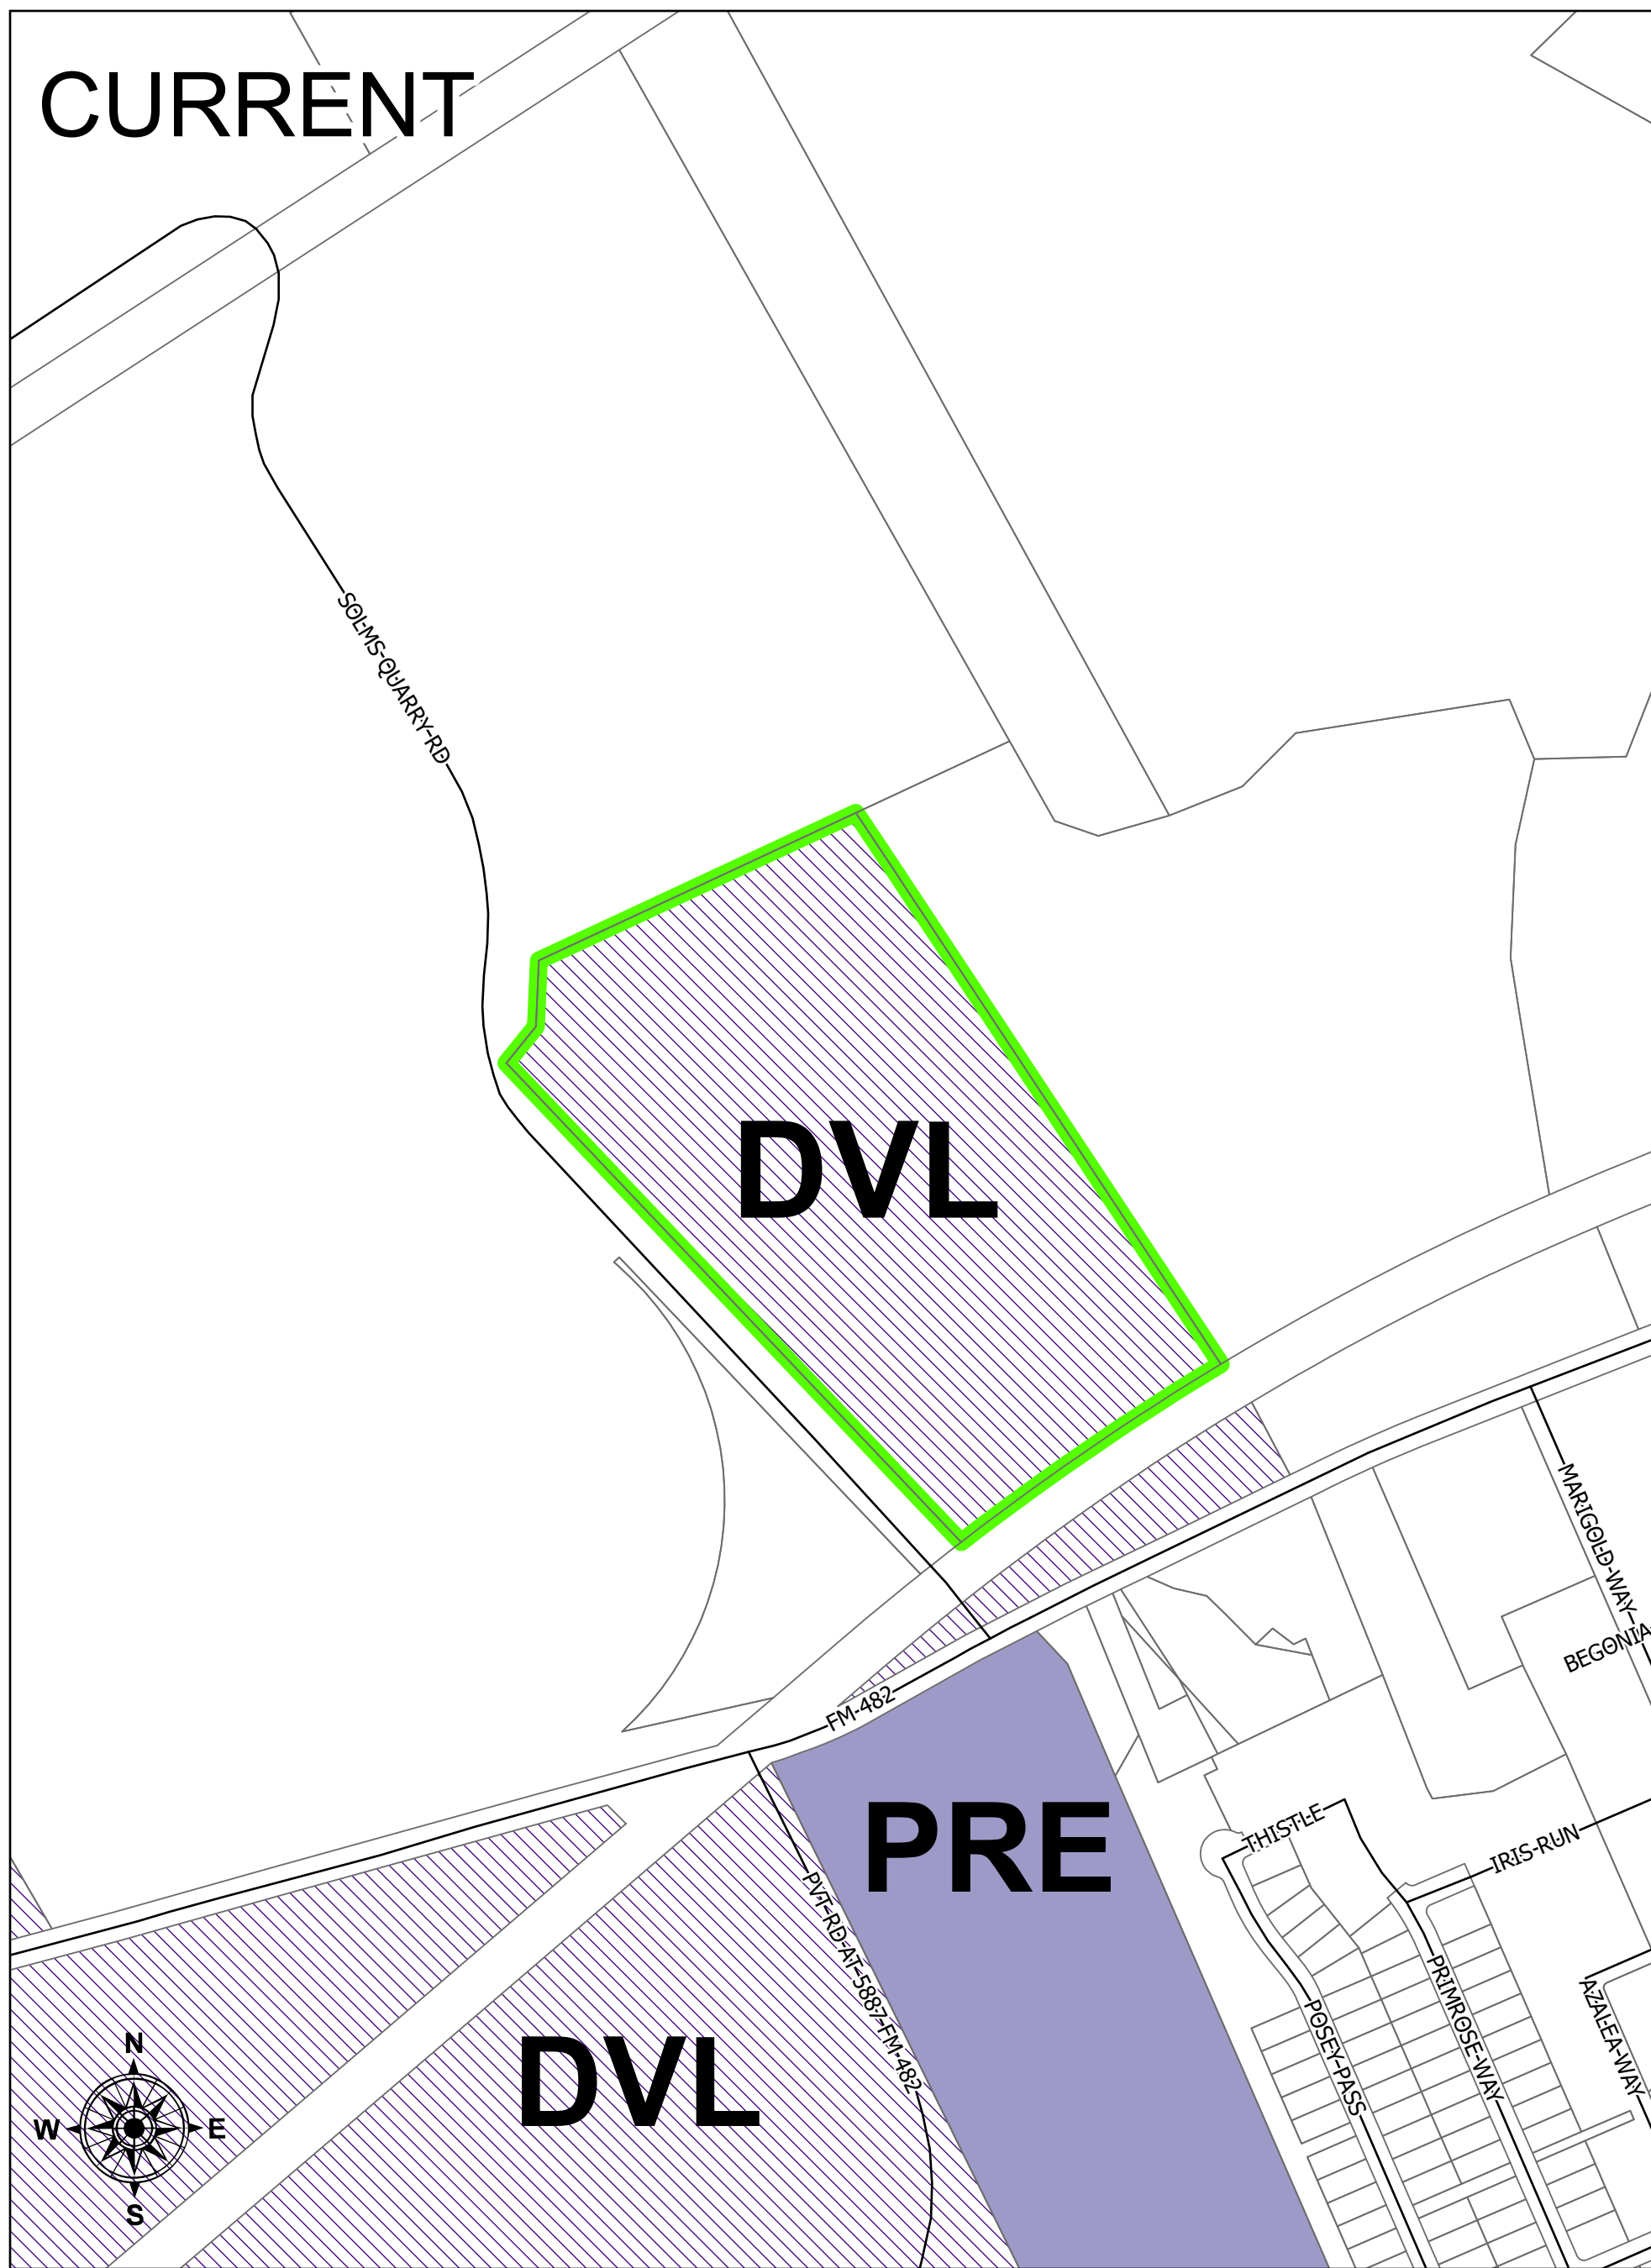 CURRENT
SOLMS-QUARRY-RD
DVL
MARIGOLD-WAY
BEGONIA
FM-482
PRE
THISTLE
IRIS-RUN
PVT-RD-AT-5887-FM-482
POSEY-PASS
PRIMROSE-WAY
AZALEA-WAY
DVL
N
W E
S